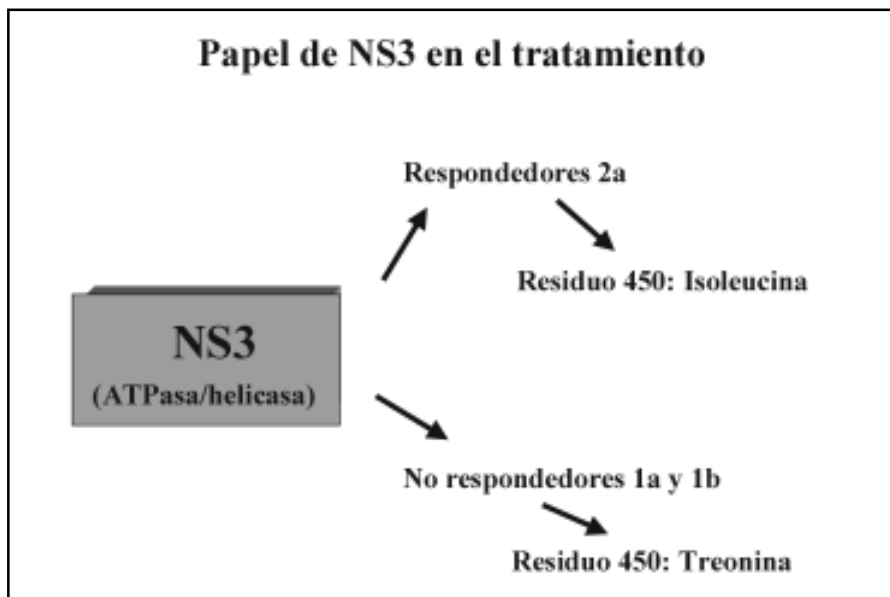 Papel de NS3 en el tratamiento
Respondedores 2a
Residuo 450: Isoleucina
NS3
(ATPasa/helicasa)
No respondedores 1a y 1b
Residuo 450: Treonina